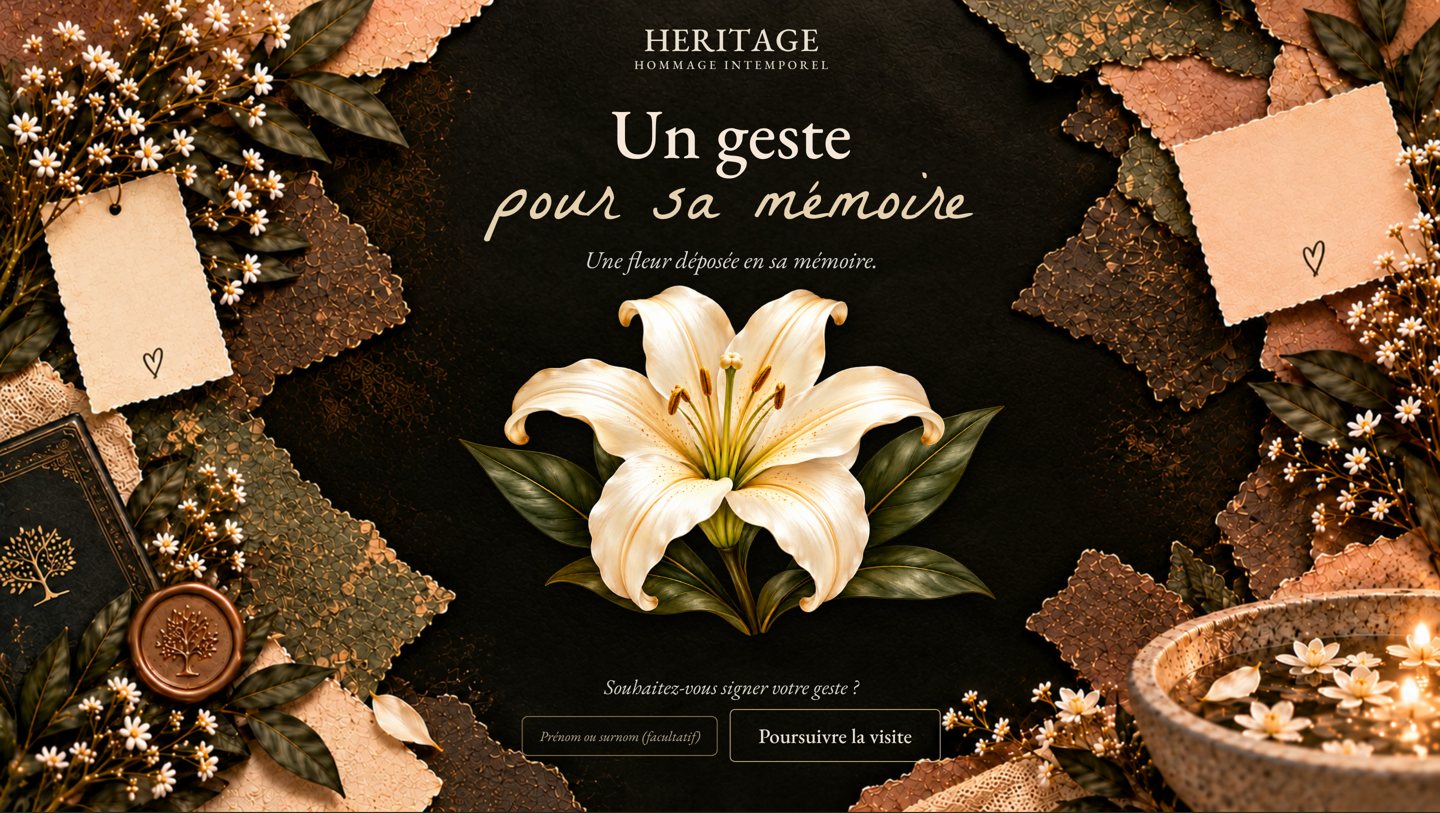 HERITAGE
HOMMAGE INTEMPOREL
Un geste
pour sa mémoire
Une fleur déposée en sa mémoire.
Souhaitez-vous signer votre geste ?
Prénom ou surnom (facultatif)
Poursuivre la visite